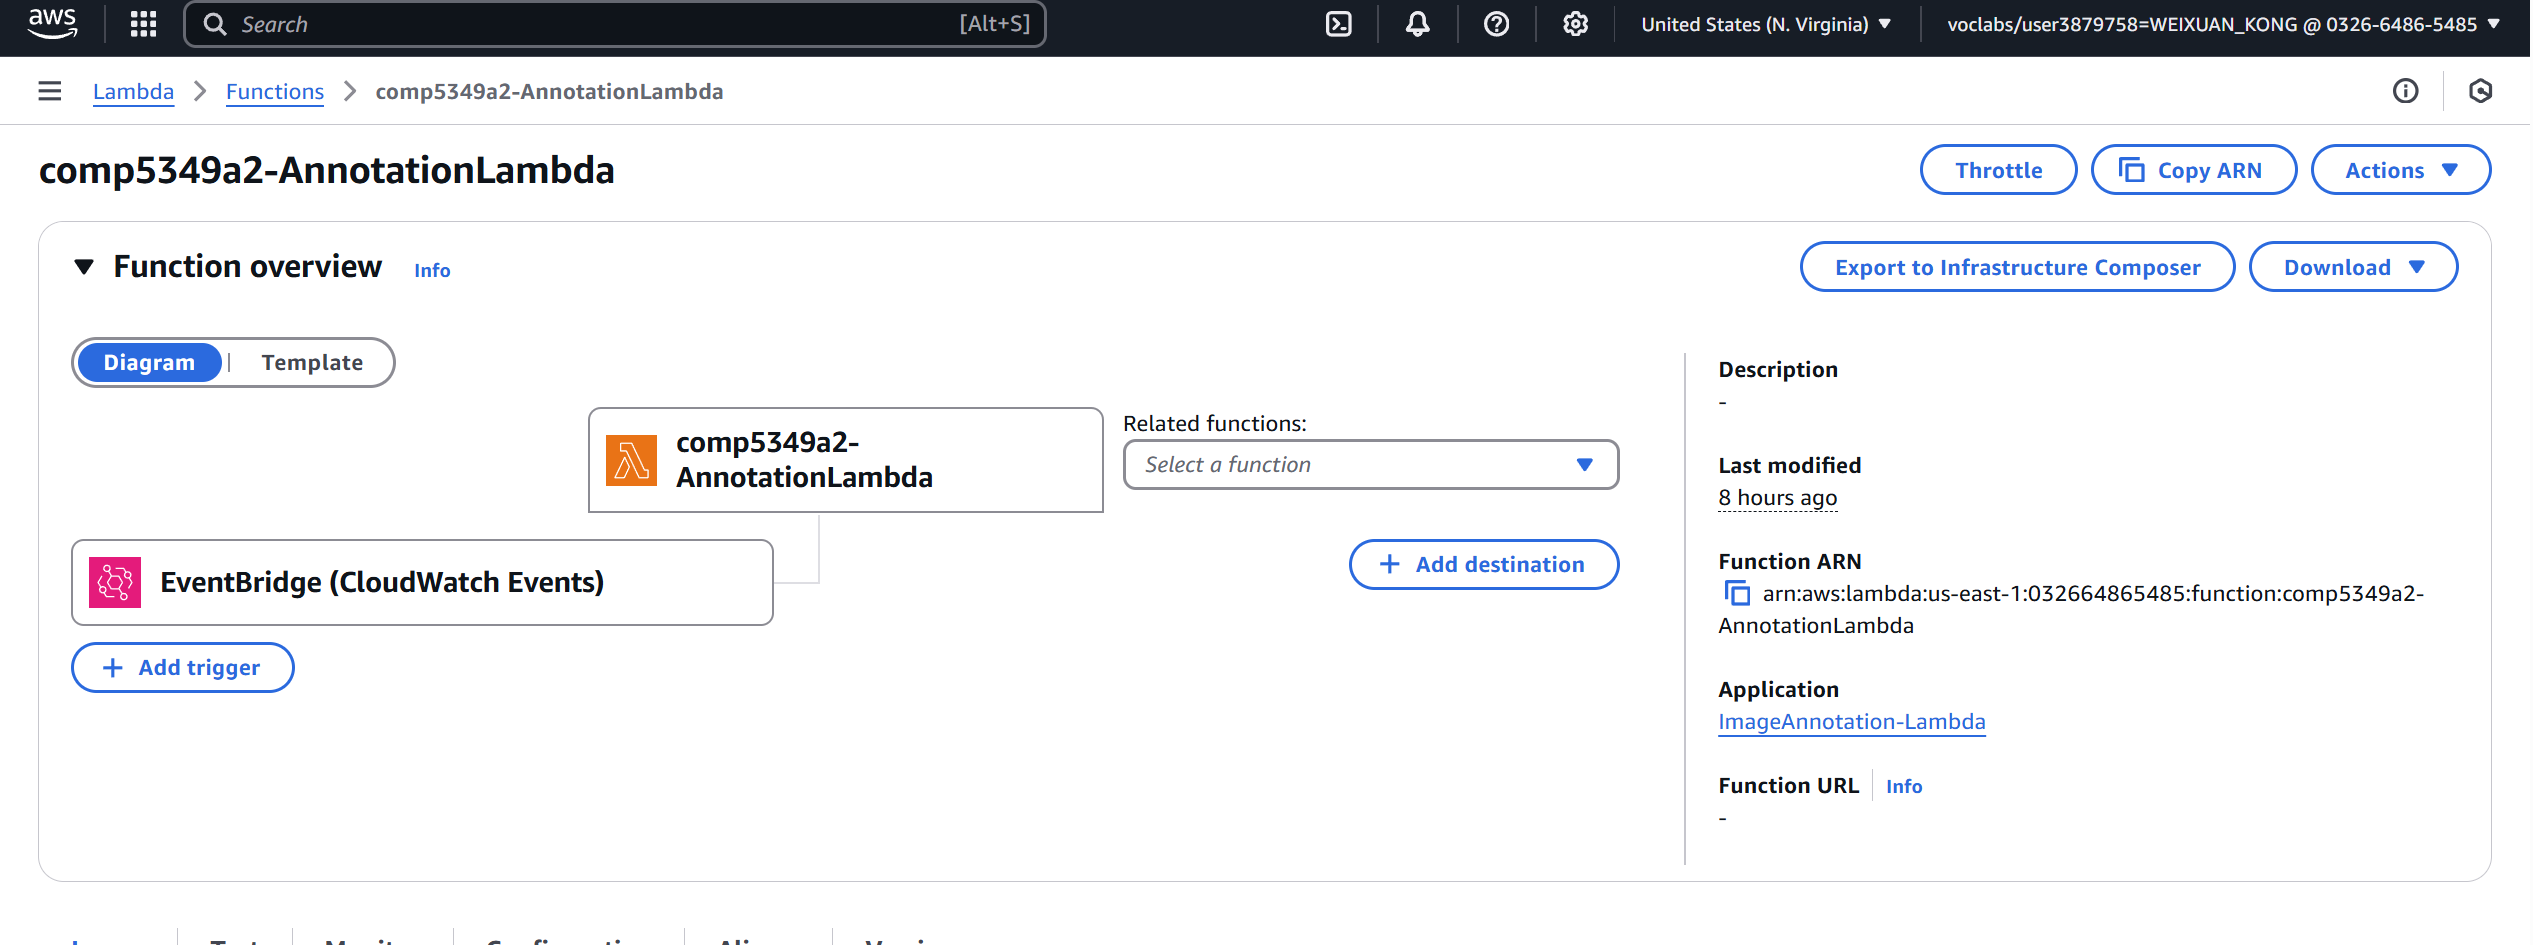 aws
Search [Alt+S]
United States (N. Virginia)
voclabs/user3879758=WEIXUAN_KONG @ 0326-6486-5485
Lambda
Functions
comp5349a2-AnnotationLambda
comp5349a2-AnnotationLambda
Throttle
Copy ARN
Actions
Function overview
Info
Export to Infrastructure Composer
Download
Diagram
Template
comp5349a2-
AnnotationLambda
Related functions:
Select a function
EventBridge (CloudWatch Events)
Add destination
Add trigger
Description
-
Last modified
8 hours ago
Function ARN
arn:aws:lambda:us-east-1:032664865485:function:comp5349a2-
AnnotationLambda
Application
ImageAnnotation-Lambda
Function URL
Info
-